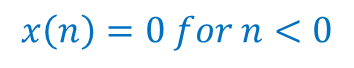 x(n) = 0 for n < 0